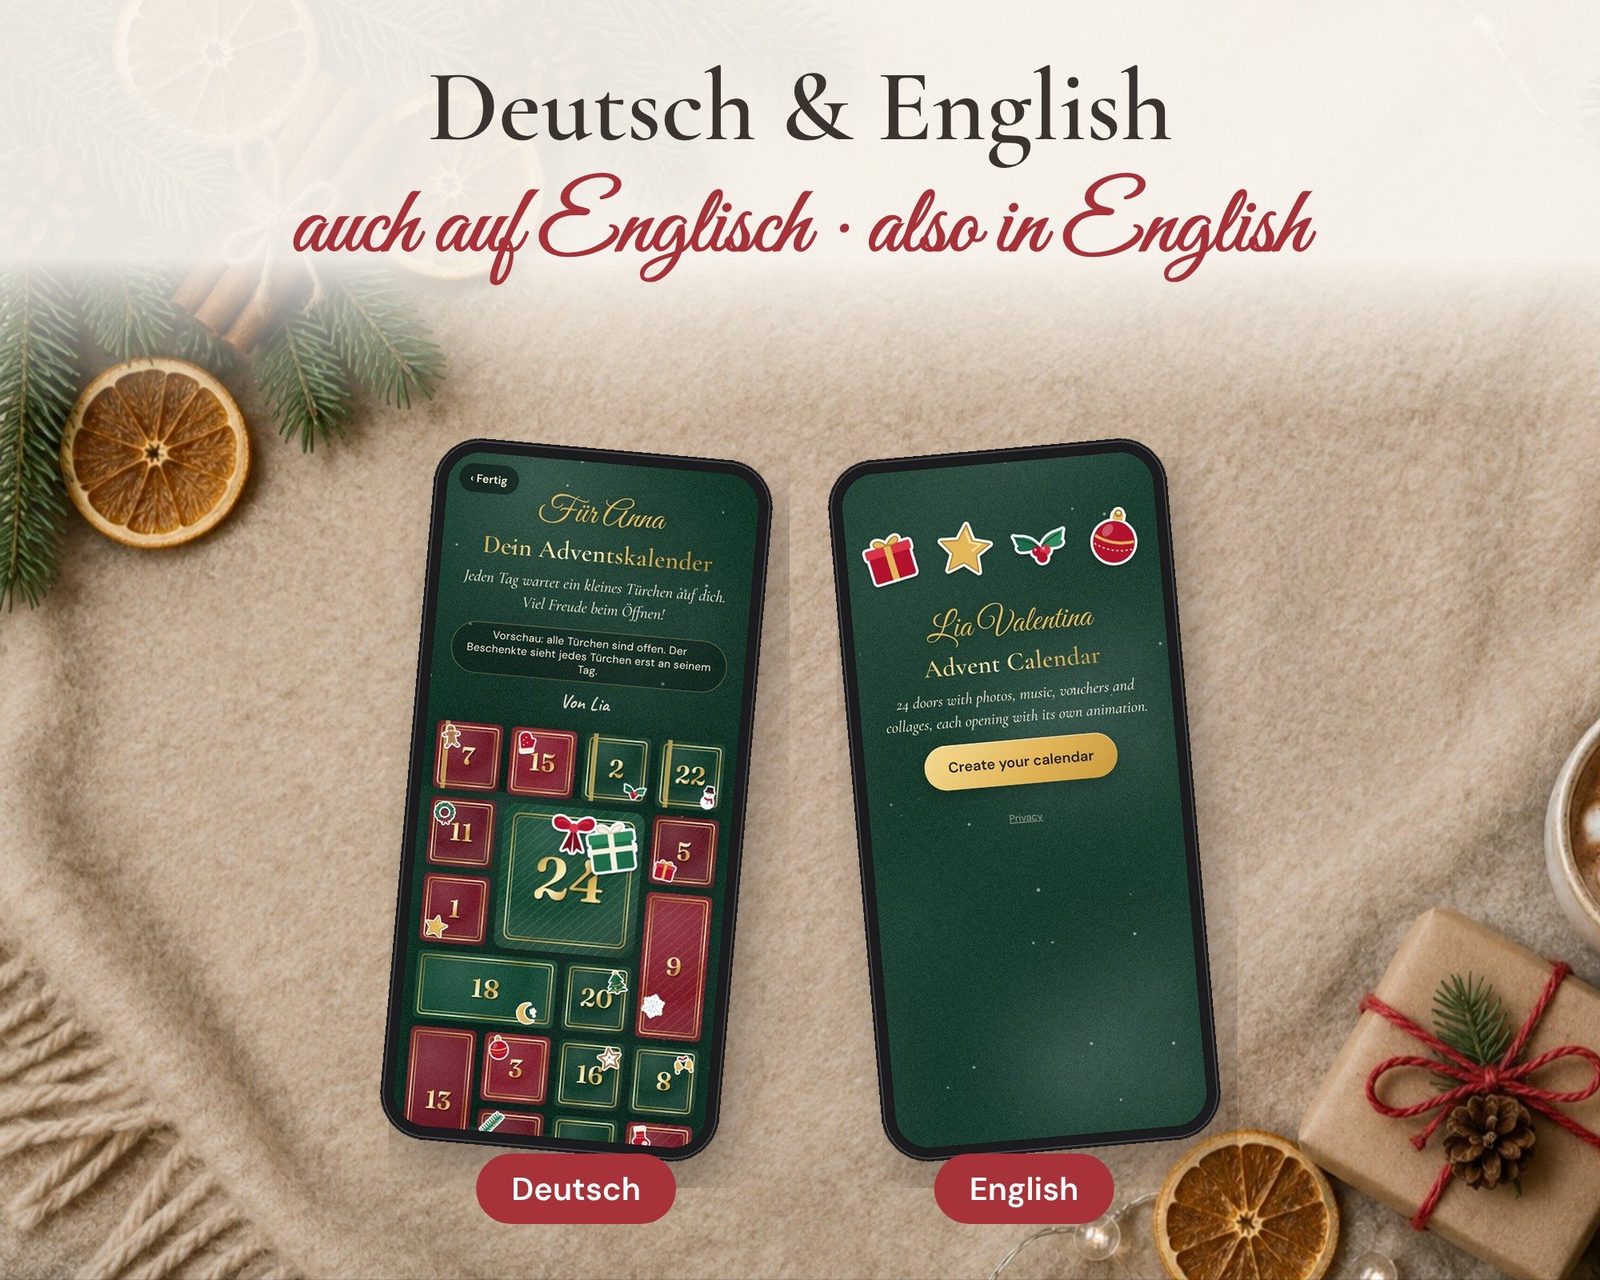 Deutsch & English
auch auf Englisch · also in English
‹ Fertig
Für Anna
Dein Adventskalender
Jeden Tag wartet ein kleines Türchen auf dich.
Viel Freude beim Öffnen!
Vorschau: alle Türchen sind offen. Der
Beschenkte sieht jedes Türchen erst an seinem
Tag.
Von Lia
7 15 2 22
11 24 5
1
9
18 20
3 16 8
13
Deutsch
Lia Valentina
Advent Calendar
24 doors with photos, music, vouchers and
collages, each opening with its own animation.
Create your calendar
Privacy
English